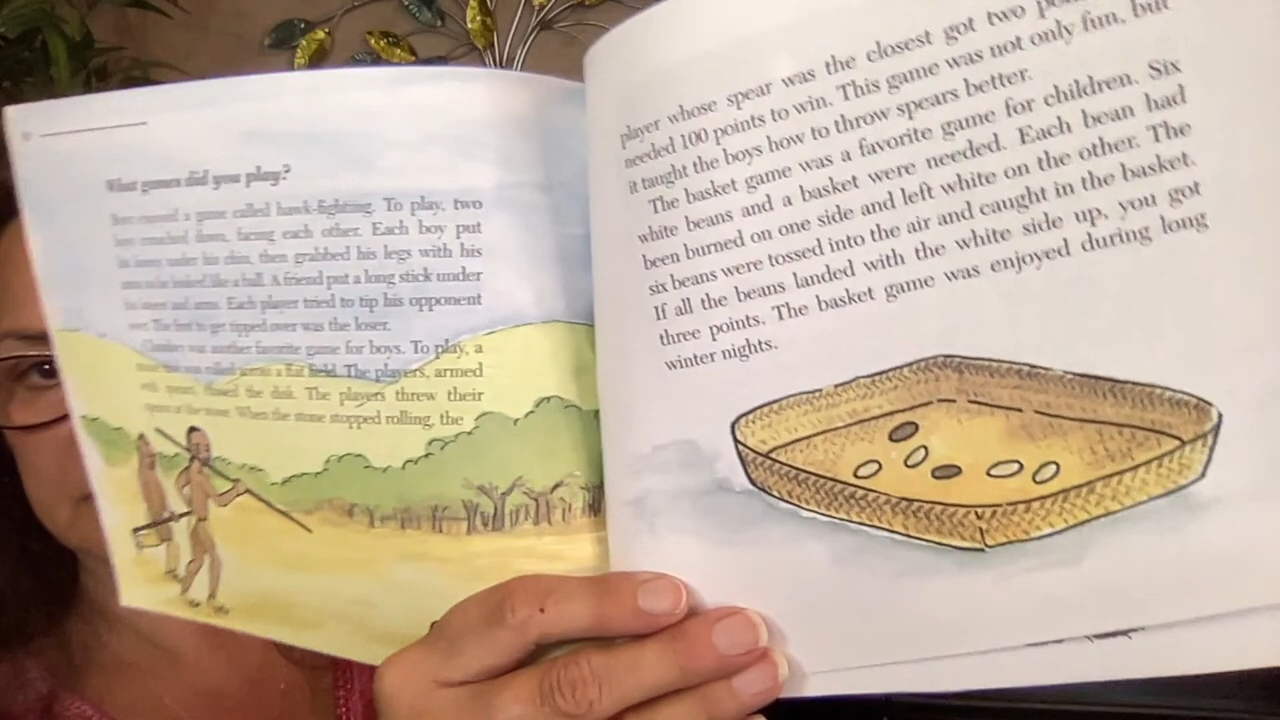 What games did you play?
Boys enjoyed a game called hawk-fighting. To play, two
boys crouched down, facing each other. Each boy put
his knees under his chin, then grabbed his legs with his
arms so he looked like a ball. A friend put a long stick under
his knees and arms. Each player tried to tip his opponent
over. The first to get tipped over was the loser.
was another favorite game for boys. To play, a
was rolled across a flat field. The players, armed
with spears, chased the disk. The players threw their
spears at the stone. When the stone stopped rolling, the
player whose spear was the closest got two
needed 100 points to win. This game was not only fun, but
it taught the boys how to throw spears better.
The basket game was a favorite game for children. Six
white beans and a basket were needed. Each bean had
been burned on one side and left white on the other. The
six beans were tossed into the air and caught in the basket.
If all the beans landed with the white side up, you got
three points. The basket game was enjoyed during long
winter nights.